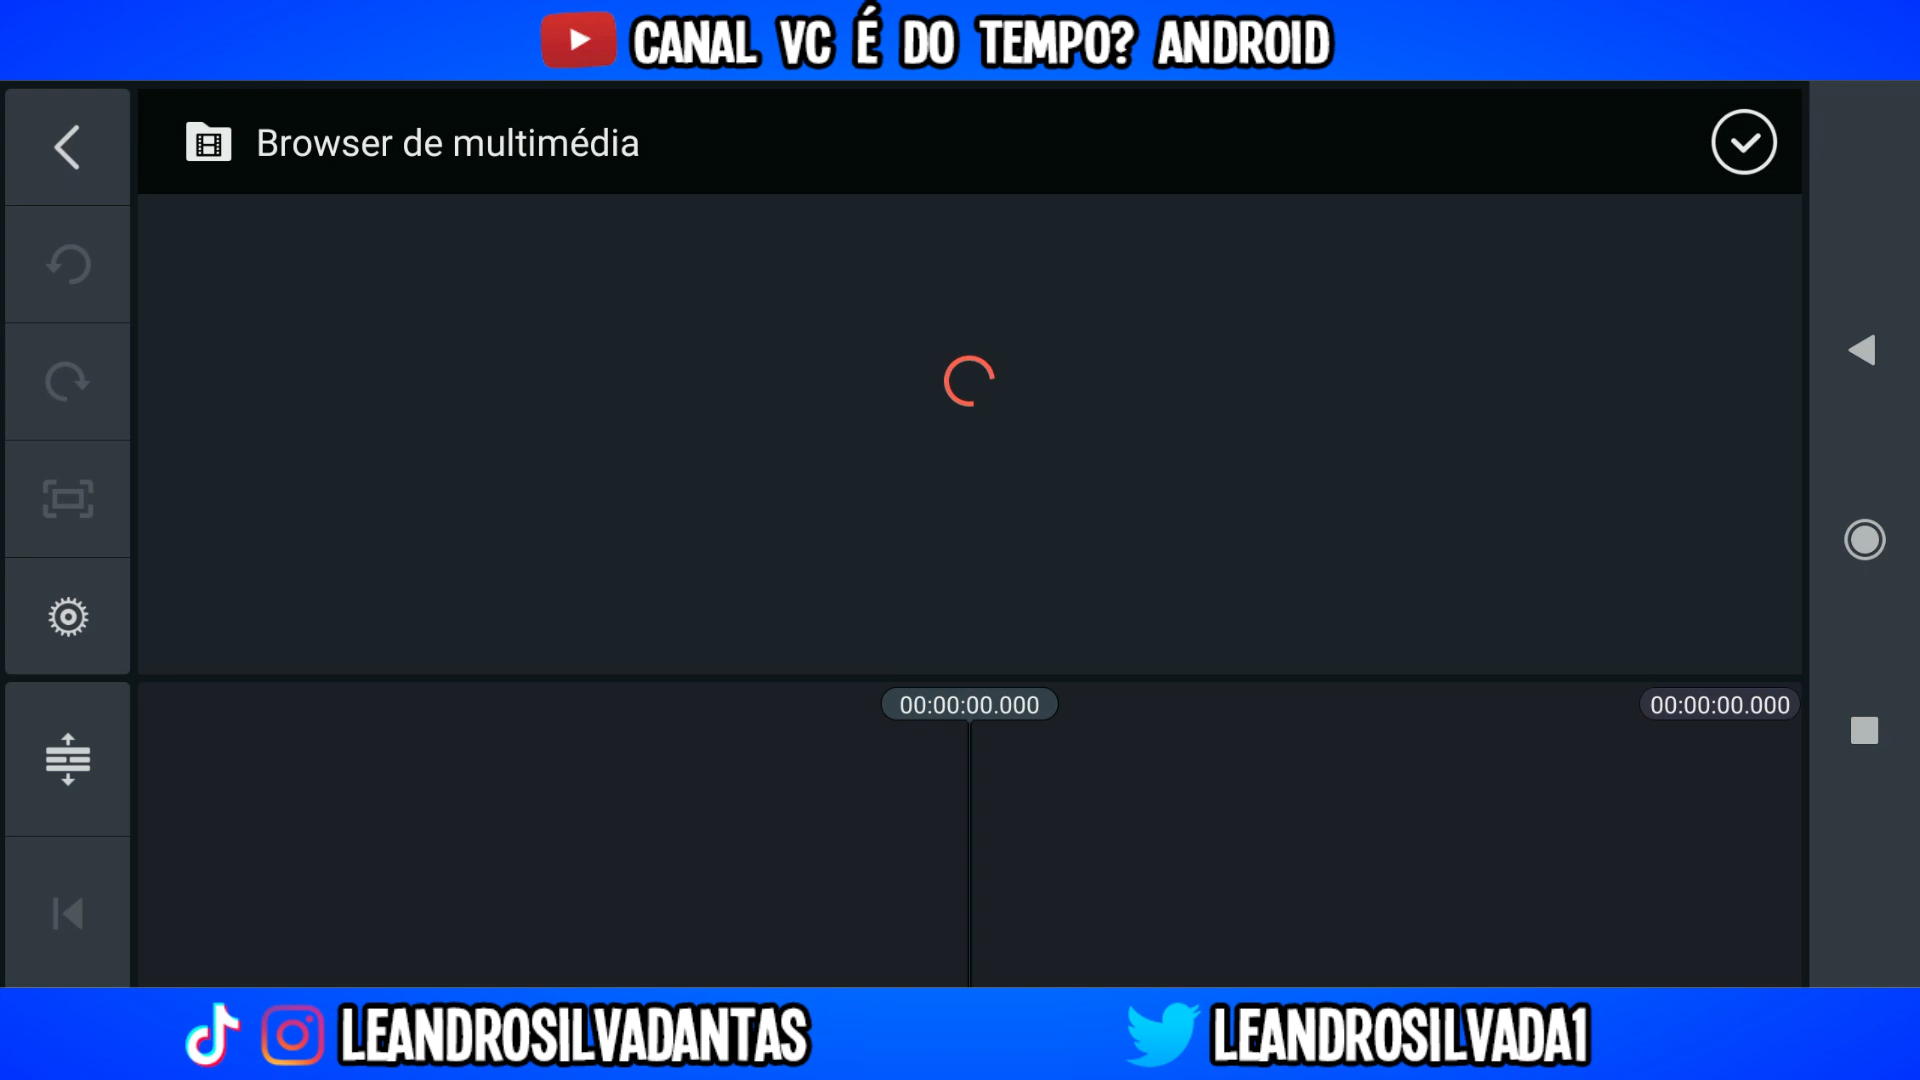 CANAL VC É DO TEMPO? ANDROID
Browser de multimédia
00:00:00.000
00:00:00.000
LEANDROSILVADANTAS
LEANDROSILVADA1